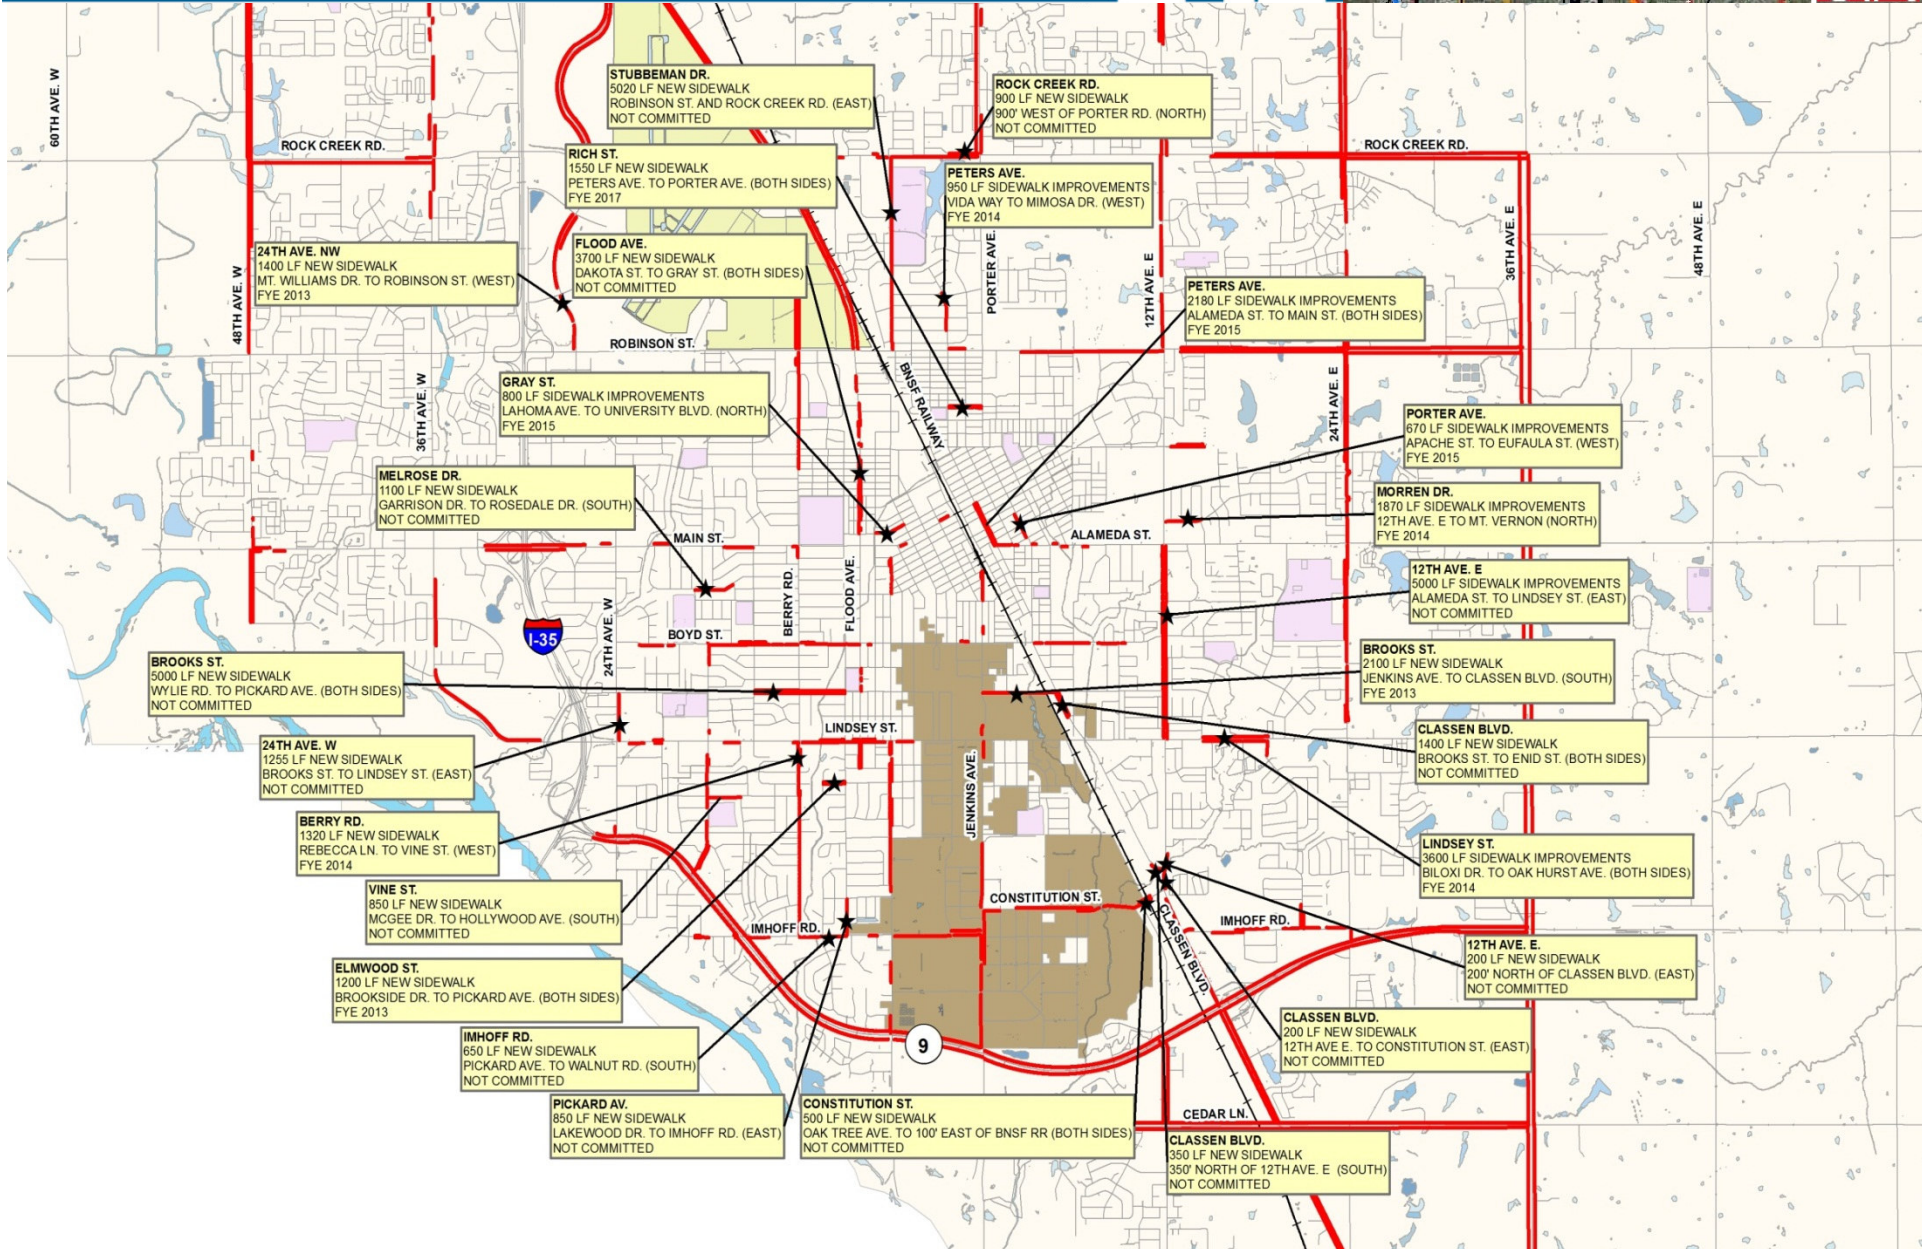 60TH AVE. W
STUBBEMAN DR.
5020 LF NEW SIDEWALK
ROBINSON ST. AND ROCK CREEK RD. (EAST)
NOT COMMITTED
ROCK CREEK RD.
900 LF NEW SIDEWALK
900' WEST OF PORTER RD. (NORTH)
NOT COMMITTED
ROCK CREEK RD.
ROCK CREEK RD.
RICH ST.
1550 LF NEW SIDEWALK
PETERS AVE. TO PORTER AVE. (BOTH SIDES)
FYE 2017
PETERS AVE.
950 LF SIDEWALK IMPROVEMENTS
VIDA WAY TO MIMOSA DR. (WEST)
FYE 2014
24TH AVE. NW
1400 LF NEW SIDEWALK
MT. WILLIAMS DR. TO ROBINSON ST. (WEST)
FYE 2013
FLOOD AVE.
3700 LF NEW SIDEWALK
DAKOTA ST. TO GRAY ST. (BOTH SIDES)
NOT COMMITTED
48TH AVE. W
PORTER AVE.
12TH AVE. E
36TH AVE. E
48TH AVE. E
PETERS AVE.
2180 LF SIDEWALK IMPROVEMENTS
ALAMEDA ST. TO MAIN ST. (BOTH SIDES)
FYE 2015
ROBINSON ST.
BNSF RAILWAY
36TH AVE. W
24TH AVE. E
GRAY ST.
800 LF SIDEWALK IMPROVEMENTS
LAHOMA AVE. TO UNIVERSITY BLVD. (NORTH)
FYE 2015
PORTER AVE.
670 LF SIDEWALK IMPROVEMENTS
APACHE ST. TO EUFAULA ST. (WEST)
FYE 2015
MELROSE DR.
1100 LF NEW SIDEWALK
GARRISON DR. TO ROSEDALE DR. (SOUTH)
NOT COMMITTED
MORREN DR.
1870 LF SIDEWALK IMPROVEMENTS
12TH AVE. E TO MT. VERNON (NORTH)
FYE 2014
MAIN ST.
ALAMEDA ST.
12TH AVE. E
5000 LF SIDEWALK IMPROVEMENTS
ALAMEDA ST. TO LINDSEY ST. (EAST)
NOT COMMITTED
BERRY RD.
FLOOD AVE.
24TH AVE. W
I-35
BOYD ST.
BROOKS ST.
5000 LF NEW SIDEWALK
WYLIE RD. TO PICKARD AVE. (BOTH SIDES)
NOT COMMITTED
BROOKS ST.
2100 LF NEW SIDEWALK
JENKINS AVE. TO CLASSEN BLVD. (SOUTH)
FYE 2013
LINDSEY ST.
24TH AVE. W
1255 LF NEW SIDEWALK
BROOKS ST. TO LINDSEY ST. (EAST)
NOT COMMITTED
CLASSEN BLVD.
1400 LF NEW SIDEWALK
BROOKS ST. TO ENID ST. (BOTH SIDES)
NOT COMMITTED
JENKINS AVE.
BERRY RD.
1320 LF NEW SIDEWALK
REBECCA LN. TO VINE ST. (WEST)
FYE 2014
LINDSEY ST.
3600 LF SIDEWALK IMPROVEMENTS
BILOXI DR. TO OAK HURST AVE. (BOTH SIDES)
FYE 2014
VINE ST.
850 LF NEW SIDEWALK
MCGEE DR. TO HOLLYWOOD AVE. (SOUTH)
NOT COMMITTED
CONSTITUTION ST.
IMHOFF RD.
IMHOFF RD.
CLASSEN BLVD.
12TH AVE. E.
200 LF NEW SIDEWALK
200' NORTH OF CLASSEN BLVD. (EAST)
NOT COMMITTED
ELMWOOD ST.
1200 LF NEW SIDEWALK
BROOKSIDE DR. TO PICKARD AVE. (BOTH SIDES)
FYE 2013
CLASSEN BLVD.
200 LF NEW SIDEWALK
12TH AVE E. TO CONSTITUTION ST. (EAST)
NOT COMMITTED
IMHOFF RD.
650 LF NEW SIDEWALK
PICKARD AVE. TO WALNUT RD. (SOUTH)
NOT COMMITTED
9
PICKARD AV.
850 LF NEW SIDEWALK
LAKEWOOD DR. TO IMHOFF RD. (EAST)
NOT COMMITTED
CONSTITUTION ST.
500 LF NEW SIDEWALK
OAK TREE AVE. TO 100' EAST OF BNSF RR (BOTH SIDES)
NOT COMMITTED
CEDAR LN.
CLASSEN BLVD.
350 LF NEW SIDEWALK
350' NORTH OF 12TH AVE. E (SOUTH)
NOT COMMITTED